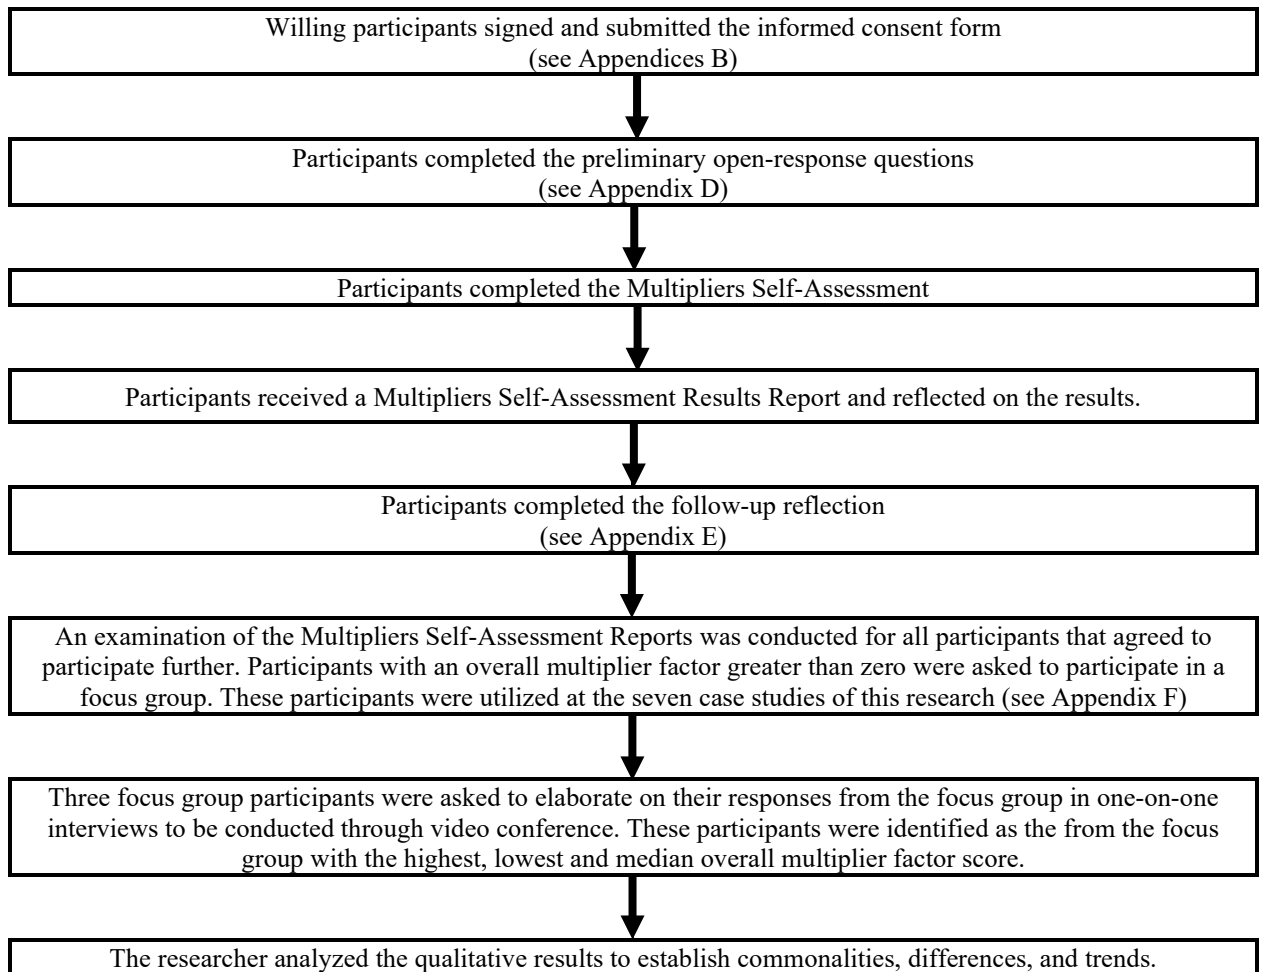 Willing participants signed and submitted the informed consent form
(see Appendices B)
Participants completed the preliminary open-response questions
(see Appendix D)
Participants completed the Multipliers Self-Assessment
Participants received a Multipliers Self-Assessment Results Report and reflected on the results.
Participants completed the follow-up reflection
(see Appendix E)
An examination of the Multipliers Self-Assessment Reports was conducted for all participants that agreed to
participate further. Participants with an overall multiplier factor greater than zero were asked to participate in a
focus group. These participants were utilized at the seven case studies of this research (see Appendix F)
Three focus group participants were asked to elaborate on their responses from the focus group in one-on-one
interviews to be conducted through video conference. These participants were identified as the from the focus
group with the highest, lowest and median overall multiplier factor score.
The researcher analyzed the qualitative results to establish commonalities, differences, and trends.